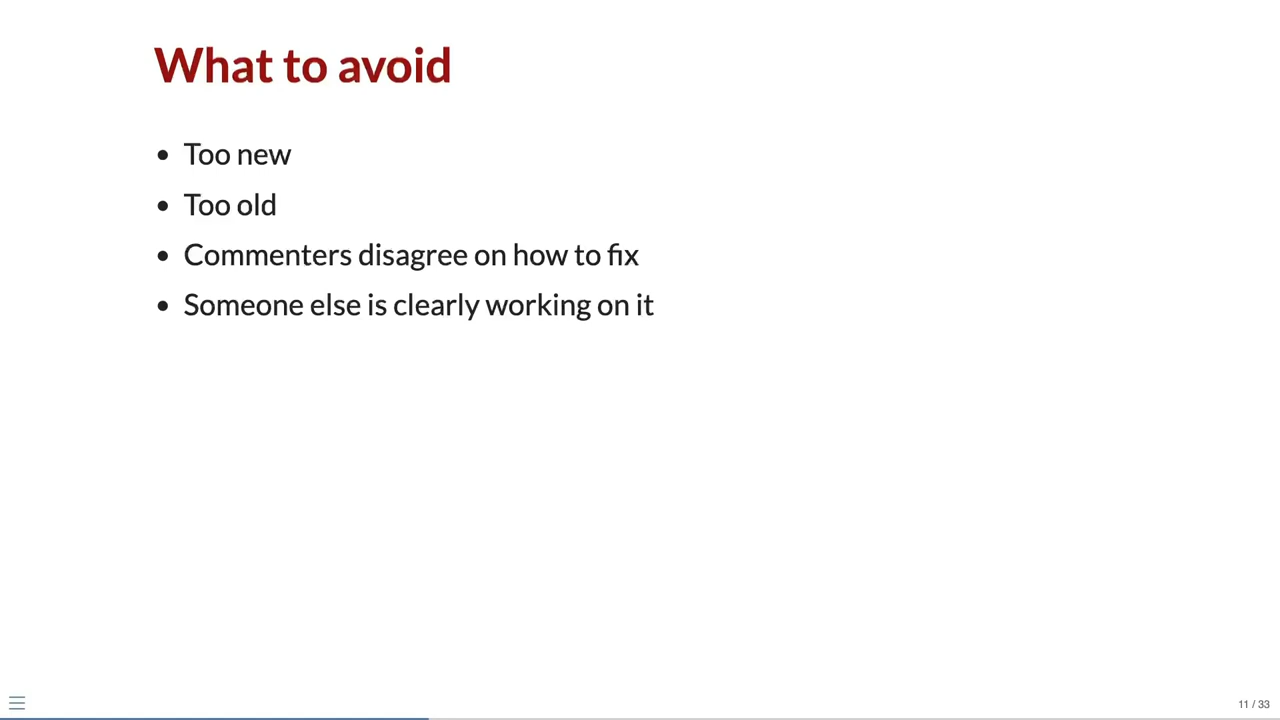 What to avoid
• Too new
• Too old
• Commenters disagree on how to fix
• Someone else is clearly working on it
11 / 33